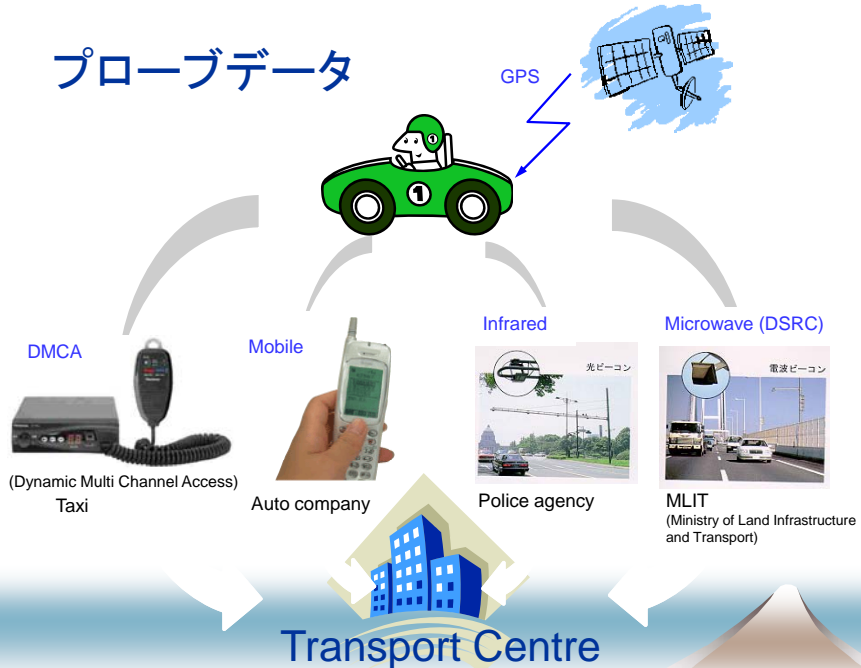 プローブデータ
GPS
1
1
DMCA
Mobile
Infrared
Microwave (DSRC)
光ビーコン
電波ビーコン
(Dynamic Multi Channel Access)
Taxi
Auto company
Police agency
MLIT
(Ministry of Land Infrastructure
and Transport)
Transport Centre